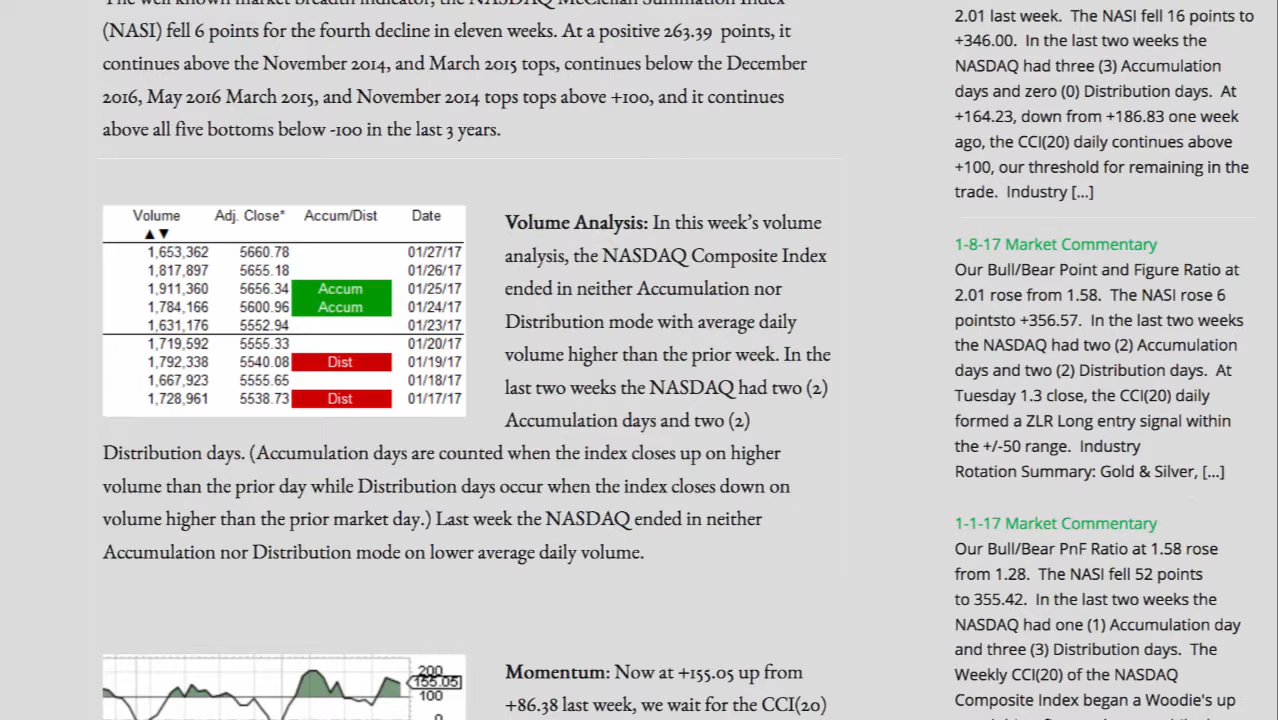 The well known market breadth indicator, the NASDAQ McClellan Summation Index
(NASI) fell 6 points for the fourth decline in eleven weeks. At a positive 263.39 points, it
continues above the November 2014, and March 2015 tops, continues below the December
2016, May 2016 March 2015, and November 2014 tops tops above +100, and it continues
above all five bottoms below -100 in the last 3 years.
Volume Adj. Close* Accum/Dist Date
▲▼
1,653,362 5660.78 01/27/17
1,817,897 5655.18 01/26/17
1,911,360 5656.34 Accum 01/25/17
1,784,166 5600.96 Accum 01/24/17
1,631,176 5552.94 01/23/17
1,719,592 5555.33 01/20/17
1,792,338 5540.08 Dist 01/19/17
1,667,923 5555.65 01/18/17
1,728,961 5538.73 Dist 01/17/17
Volume Analysis: In this week’s volume
analysis, the NASDAQ Composite Index
ended in neither Accumulation nor
Distribution mode with average daily
volume higher than the prior week. In the
last two weeks the NASDAQ had two (2)
Accumulation days and two (2)
Distribution days. (Accumulation days are counted when the index closes up on higher
volume than the prior day while Distribution days occur when the index closes down on
volume higher than the prior market day.) Last week the NASDAQ ended in neither
Accumulation nor Distribution mode on lower average daily volume.
200
155.05
100
0
Momentum: Now at +155.05 up from
+86.38 last week, we wait for the CCI(20)
2.01 last week. The NASI fell 16 points to
+346.00. In the last two weeks the
NASDAQ had three (3) Accumulation
days and zero (0) Distribution days. At
+164.23, down from +186.83 one week
ago, the CCI(20) daily continues above
+100, our threshold for remaining in the
trade. Industry [...]
1-8-17 Market Commentary
Our Bull/Bear Point and Figure Ratio at
2.01 rose from 1.58. The NASI rose 6
pointsto +356.57. In the last two weeks
the NASDAQ had two (2) Accumulation
days and two (2) Distribution days. At
Tuesday 1.3 close, the CCI(20) daily
formed a ZLR Long entry signal within
the +/-50 range. Industry
Rotation Summary: Gold & Silver, [...]
1-1-17 Market Commentary
Our Bull/Bear PnF Ratio at 1.58 rose
from 1.28. The NASI fell 52 points
to 355.42. In the last two weeks the
NASDAQ had one (1) Accumulation day
and three (3) Distribution days. The
Weekly CCI(20) of the NASDAQ
Composite Index began a Woodie's up